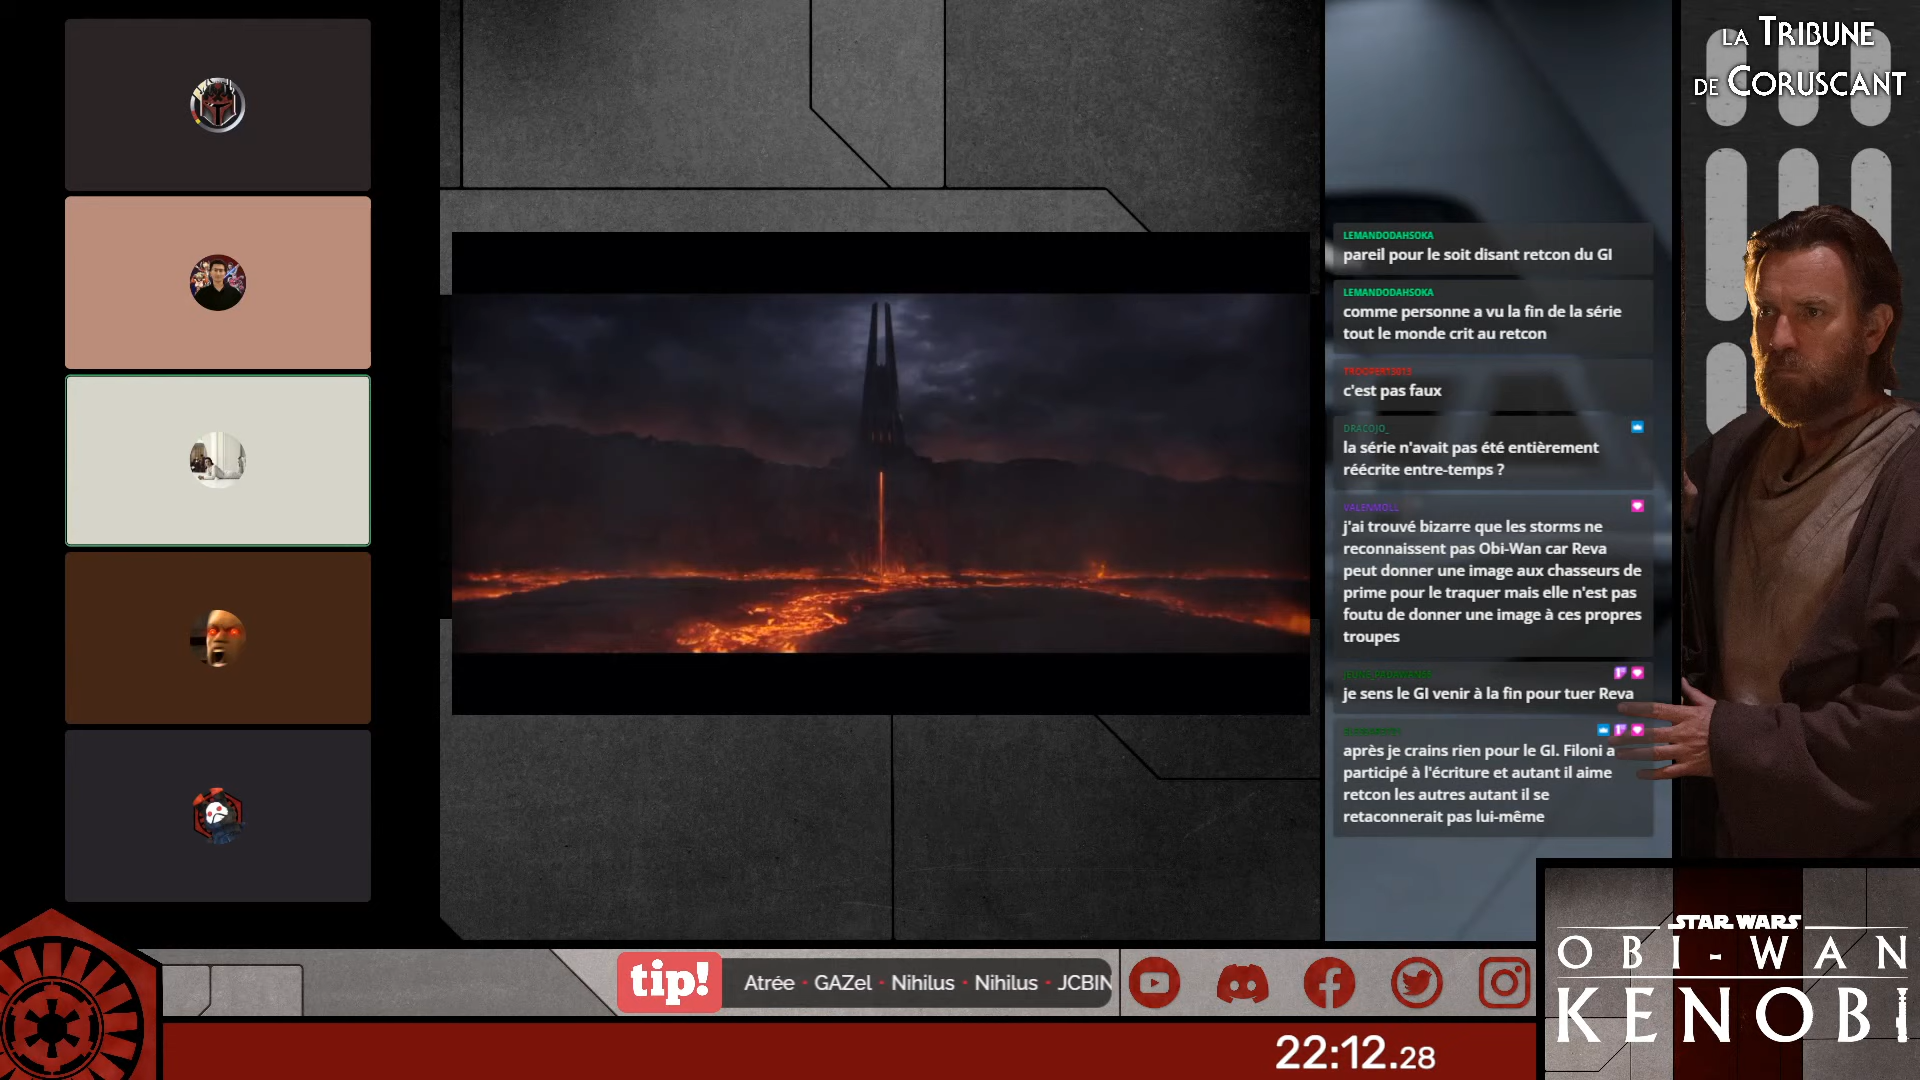 LA TRIBUNE
DE CORUSCANT
LEMANDODAHSOKA
pareil pour le soit disant retcon du GI
LEMANDODAHSOKA
comme personne a vu la fin de la série
tout le monde crit au retcon
TROOPER13013
c'est pas faux
DRACOJO_
la série n'avait pas été entièrement
réécrite entre-temps ?
VALENMOLL
j'ai trouvé bizarre que les storms ne
reconnaissent pas Obi-Wan car Reva
peut donner une image aux chasseurs de
prime pour le traquer mais elle n'est pas
foutu de donner une image à ces propres
troupes
je sens le GI venir à la fin pour tuer Reva
après je crains rien pour le GI. Filoni a
participé à l'écriture et autant il aime
retcon les autres autant il se
retaconnerait pas lui-même
STAR WARS
OBI-WAN
KENOBI
tip!
Atrée • GAZel • Nihilus • Nihilus • JCBIN
22:12.28